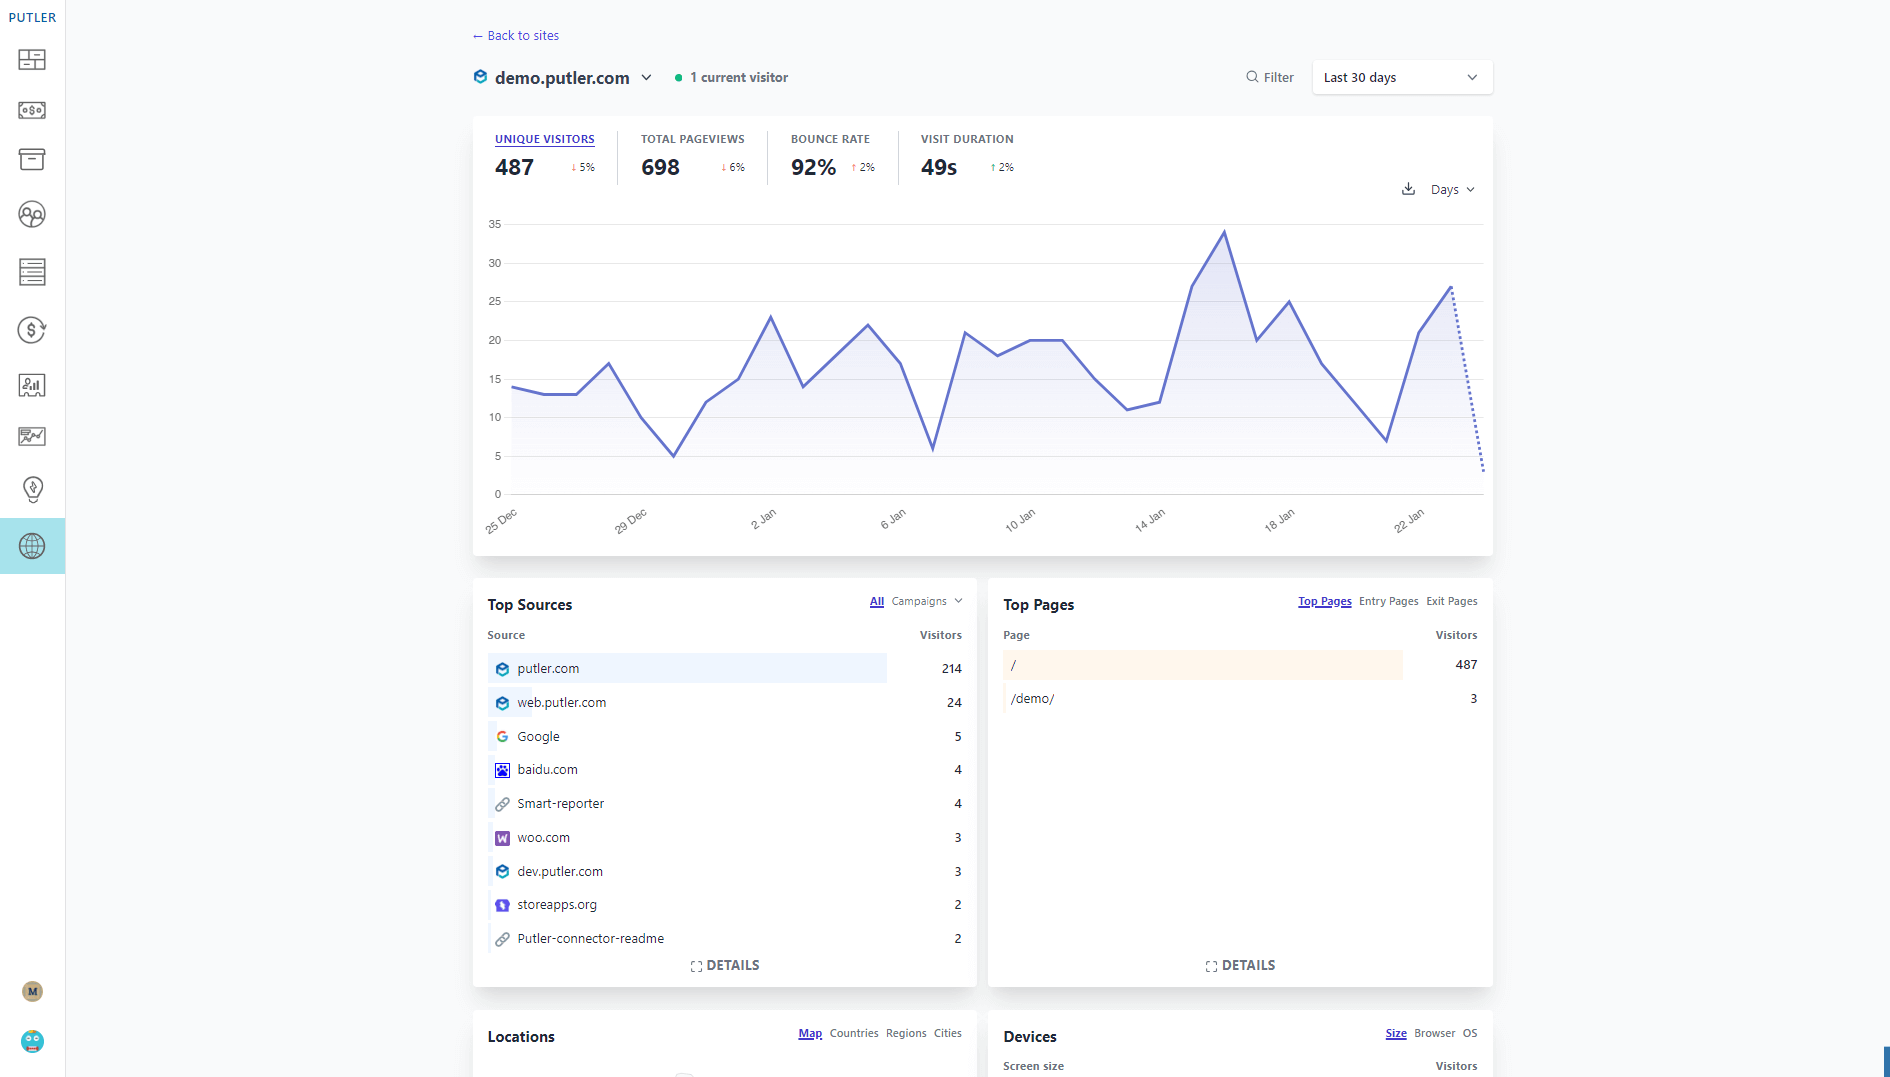 PUTLER
← Back to sites
demo.putler.com
1 current visitor
Filter
Last 30 days
UNIQUE VISITORS
487 ↓ 5%
TOTAL PAGEVIEWS
698 ↓ 6%
BOUNCE RATE
92% ↑ 2%
VISIT DURATION
49s ↑ 2%
Days
35
30
25
20
15
10
5
0
25 Dec 29 Dec 2 Jan 6 Jan 10 Jan 14 Jan 18 Jan 22 Jan
Top Sources
All Campaigns
Source Visitors
putler.com 214
web.putler.com 24
Google 5
baidu.com 4
Smart-reporter 4
woo.com 3
dev.putler.com 3
storeapps.org 2
Putler-connector-readme 2
DETAILS
Top Pages
Top Pages Entry Pages Exit Pages
Page Visitors
/ 487
/demo/ 3
DETAILS
M
Locations
Map Countries Regions Cities
Devices
Size Browser OS
Screen size Visitors